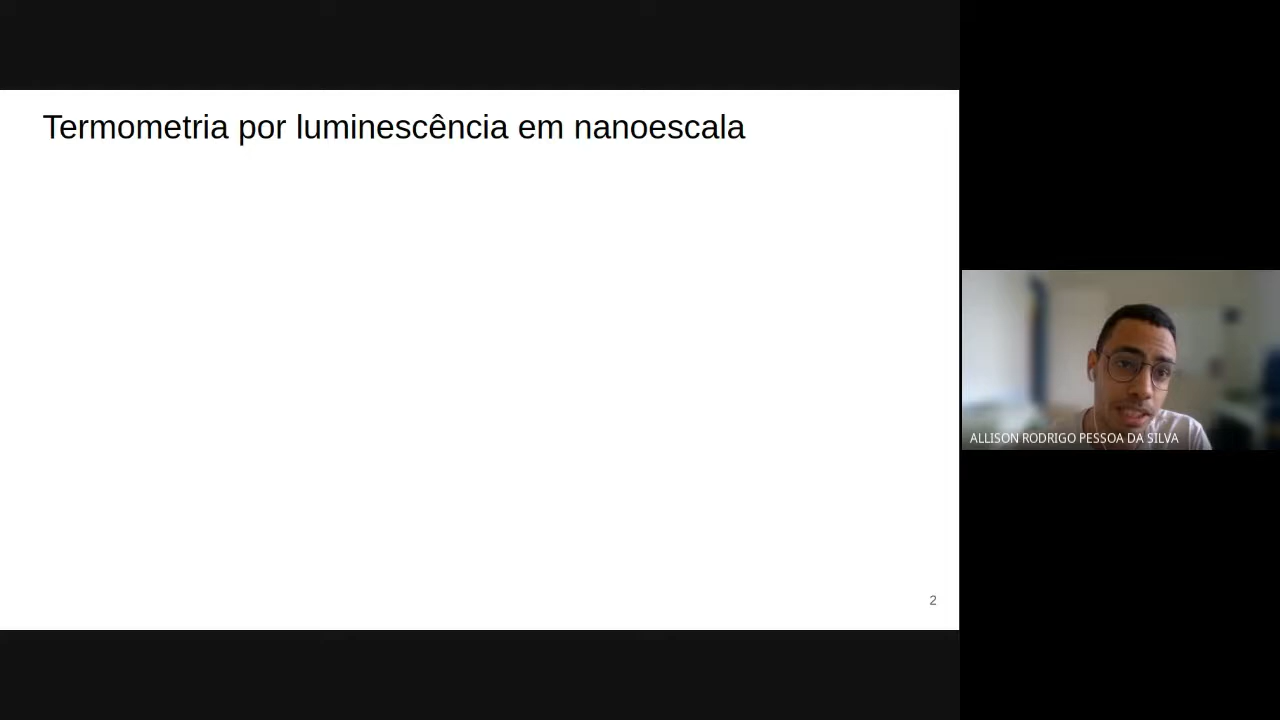 Termometria por luminescência em nanoescala
ALLISON RODRIGO PESSOA DA SILVA
2